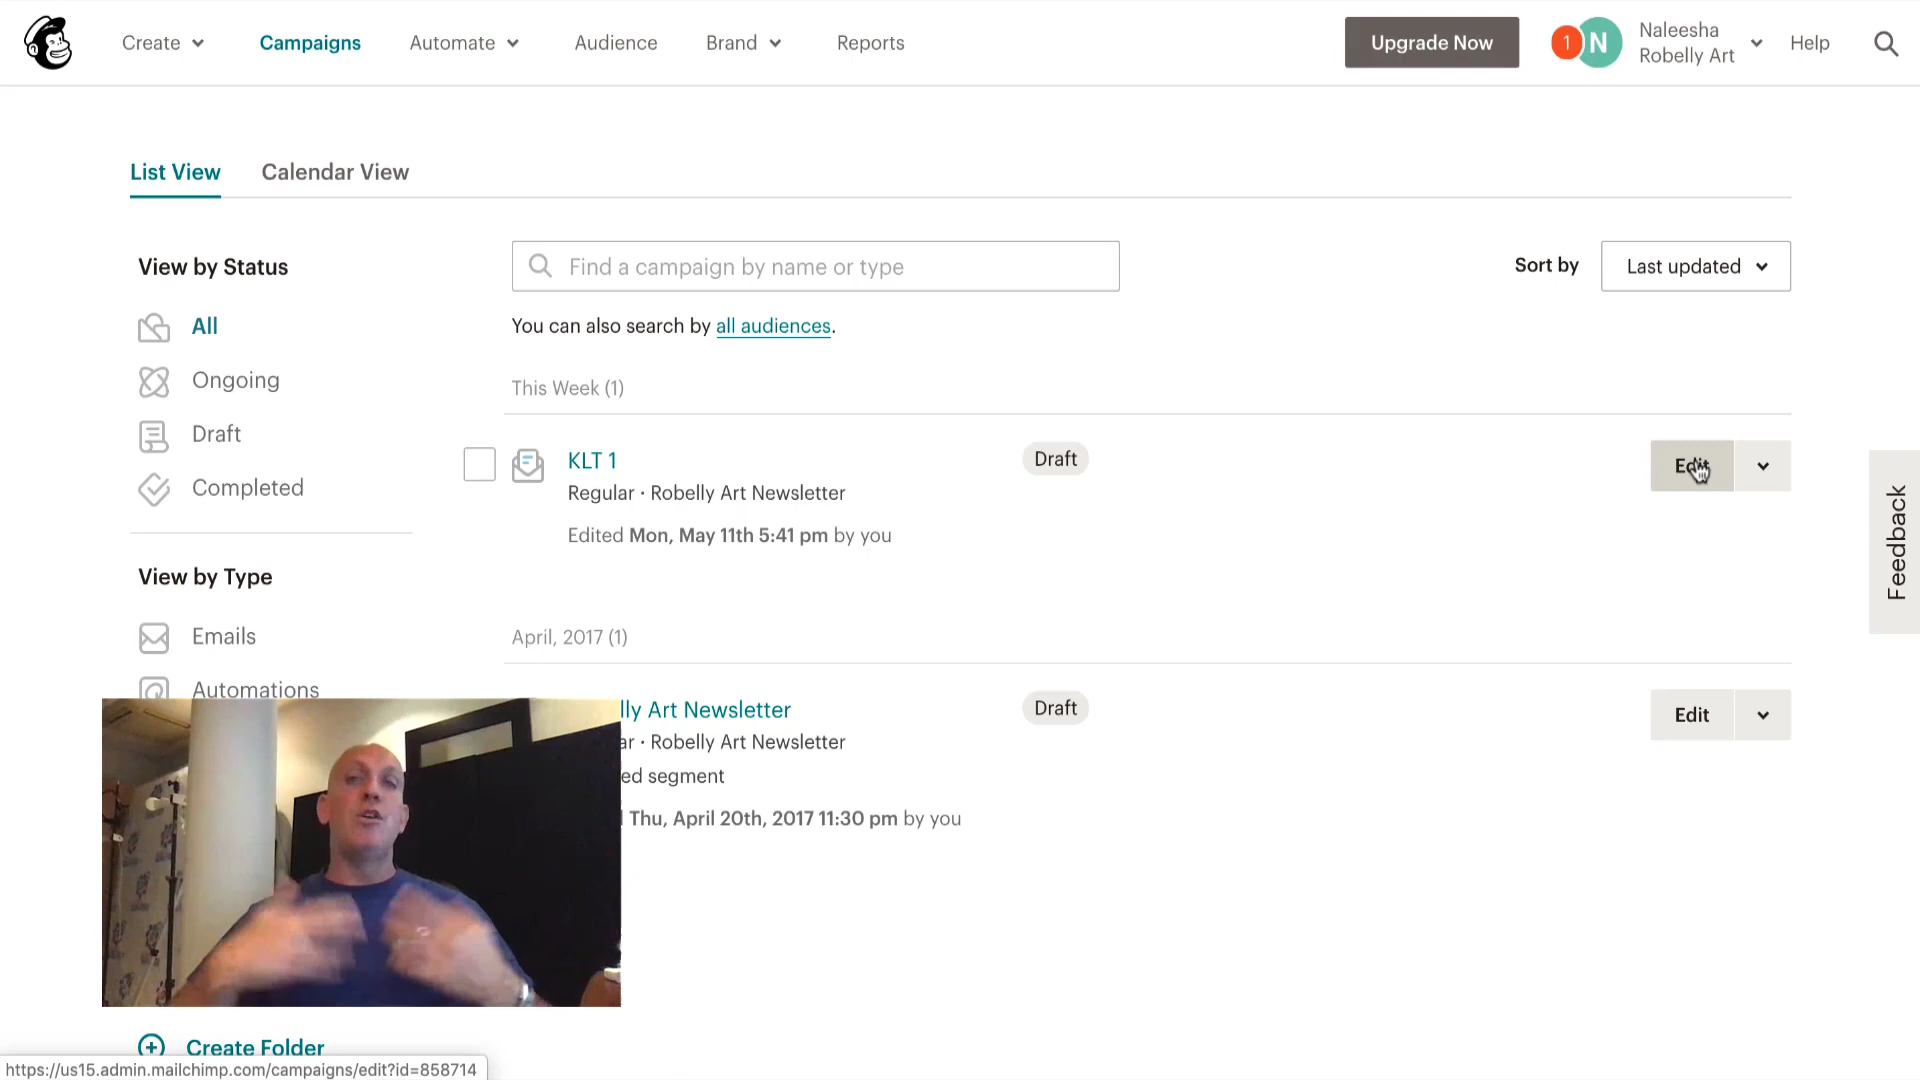 Create
Campaigns
Automate
Audience
Brand
Reports
Upgrade Now
1
N
Naleesha
Robelly Art
Help
List View
Calendar View
View by Status
Find a campaign by name or type
Sort by
Last updated
All
You can also search by all audiences.
Ongoing
This Week (1)
Draft
Completed
KLT 1
Draft
Edit
Regular · Robelly Art Newsletter
Edited Mon, May 11th 5:41 pm by you
Feedback
View by Type
Emails
Automations
April, 2017 (1)
lly Art Newsletter
Draft
Edit
ar · Robelly Art Newsletter
ed segment
Thu, April 20th, 2017 11:30 pm by you
Create Folder
https://us15.admin.mailchimp.com/campaigns/edit?id=858714